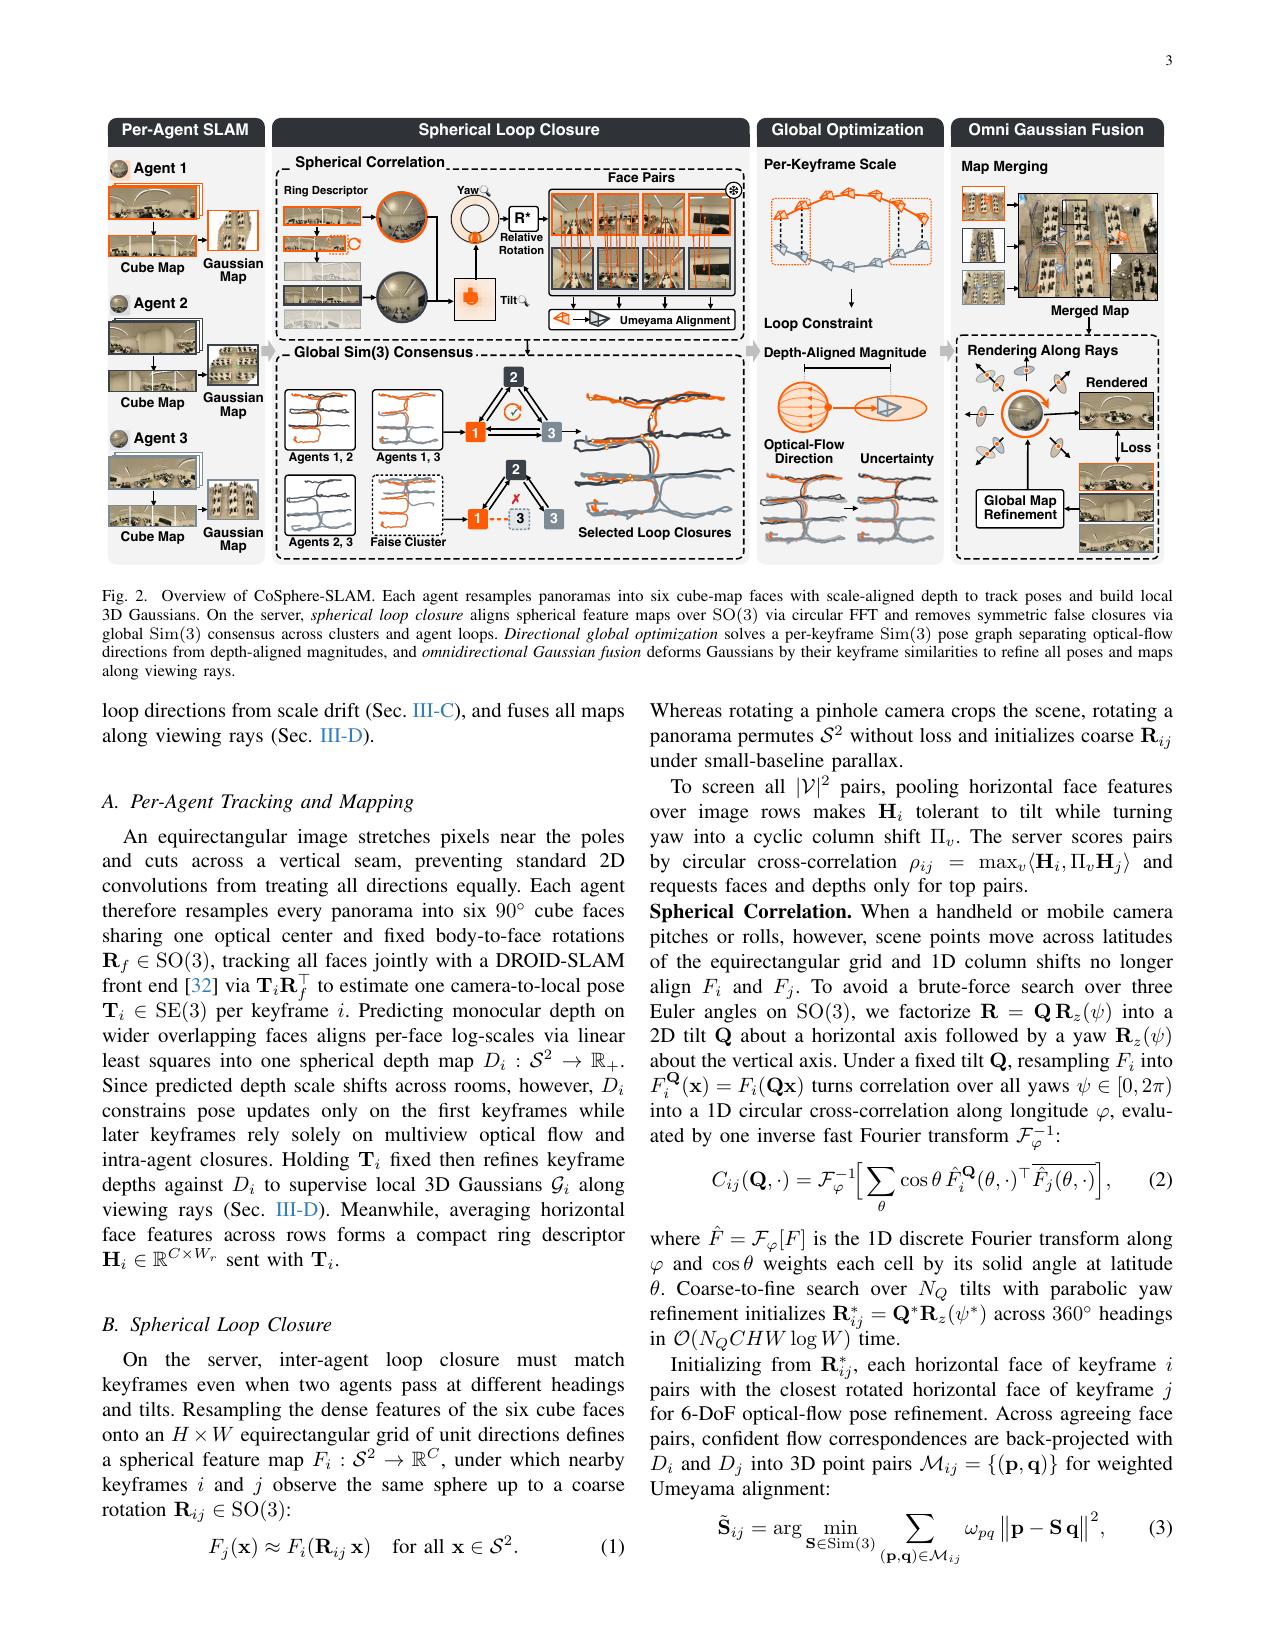 3
Per-Agent SLAM
Agent 1
Cube Map
Gaussian
Map
Agent 2
Cube Map
Gaussian
Map
Agent 3
Cube Map
Gaussian
Map
Spherical Loop Closure
Spherical Correlation
Ring Descriptor
Yaw
R*
Relative
Rotation
Tilt
Face Pairs
Umeyama Alignment
Global Sim(3) Consensus
Agents 1, 2
Agents 1, 3
2
1
3
Agents 2, 3
False Cluster
2
✗
1
3
3
Selected Loop Closures
Global Optimization
Per-Keyframe Scale
Loop Constraint
Depth-Aligned Magnitude
Optical-Flow
Direction
Uncertainty
Omni Gaussian Fusion
Map Merging
Merged Map
Rendering Along Rays
Rendered
Loss
Global Map
Refinement
Fig. 2. Overview of CoSphere-SLAM. Each agent resamples panoramas into six cube-map faces with scale-aligned depth to track poses and build local
3D Gaussians. On the server, spherical loop closure aligns spherical feature maps over SO(3) via circular FFT and removes symmetric false closures via
global Sim(3) consensus across clusters and agent loops. Directional global optimization solves a per-keyframe Sim(3) pose graph separating optical-flow
directions from depth-aligned magnitudes, and omnidirectional Gaussian fusion deforms Gaussians by their keyframe similarities to refine all poses and maps
along viewing rays.
loop directions from scale drift (Sec. III-C), and fuses all maps
along viewing rays (Sec. III-D).
A. Per-Agent Tracking and Mapping
An equirectangular image stretches pixels near the poles
and cuts across a vertical seam, preventing standard 2D
convolutions from treating all directions equally. Each agent
therefore resamples every panorama into six 90° cube faces
sharing one optical center and fixed body-to-face rotations
R_f ∈ SO(3), tracking all faces jointly with a DROID-SLAM
front end [32] via T_i R_f^⊤ to estimate one camera-to-local pose
T_i ∈ SE(3) per keyframe i. Predicting monocular depth on
wider overlapping faces aligns per-face log-scales via linear
least squares into one spherical depth map D_i : S² → ℝ₊.
Since predicted depth scale shifts across rooms, however, D_i
constrains pose updates only on the first keyframes while
later keyframes rely solely on multiview optical flow and
intra-agent closures. Holding T_i fixed then refines keyframe
depths against D_i to supervise local 3D Gaussians G_i along
viewing rays (Sec. III-D). Meanwhile, averaging horizontal
face features across rows forms a compact ring descriptor
H_i ∈ ℝ^{C×W_r} sent with T_i.
B. Spherical Loop Closure
On the server, inter-agent loop closure must match
keyframes even when two agents pass at different headings
and tilts. Resampling the dense features of the six cube faces
onto an H × W equirectangular grid of unit directions defines
a spherical feature map F_i : S² → ℝ^C, under which nearby
keyframes i and j observe the same sphere up to a coarse
rotation R_ij ∈ SO(3):
F_j(x) ≈ F_i(R_ij x) for all x ∈ S². (1)
Whereas rotating a pinhole camera crops the scene, rotating a
panorama permutes S² without loss and initializes coarse R_ij
under small-baseline parallax.
To screen all |V|² pairs, pooling horizontal face features
over image rows makes H_i tolerant to tilt while turning
yaw into a cyclic column shift Π_v. The server scores pairs
by circular cross-correlation ρ_ij = max_v⟨H_i, Π_v H_j⟩ and
requests faces and depths only for top pairs.
Spherical Correlation. When a handheld or mobile camera
pitches or rolls, however, scene points move across latitudes
of the equirectangular grid and 1D column shifts no longer
align F_i and F_j. To avoid a brute-force search over three
Euler angles on SO(3), we factorize R = Q R_z(ψ) into a
2D tilt Q about a horizontal axis followed by a yaw R_z(ψ)
about the vertical axis. Under a fixed tilt Q, resampling F_i into
F_i^Q(x) = F_i(Qx) turns correlation over all yaws ψ ∈ [0, 2π)
into a 1D circular cross-correlation along longitude φ, evalu-
ated by one inverse fast Fourier transform F_φ^{-1}:
C_ij(Q, ·) = F_φ^{-1}[∑_θ cos θ F̂_i^Q(θ, ·)^⊤ \overline{F̂_j(θ, ·)}], (2)
where F̂ = F_φ[F] is the 1D discrete Fourier transform along
φ and cos θ weights each cell by its solid angle at latitude
θ. Coarse-to-fine search over N_Q tilts with parabolic yaw
refinement initializes R*_ij = Q*R_z(ψ*) across 360° headings
in O(N_Q CHW log W) time.
Initializing from R*_ij, each horizontal face of keyframe i
pairs with the closest rotated horizontal face of keyframe j
for 6-DoF optical-flow pose refinement. Across agreeing face
pairs, confident flow correspondences are back-projected with
D_i and D_j into 3D point pairs M_ij = {(p, q)} for weighted
Umeyama alignment:
S̃_ij = arg min_{S∈Sim(3)} ∑_{(p,q)∈M_ij} ω_pq ‖p − S q‖², (3)